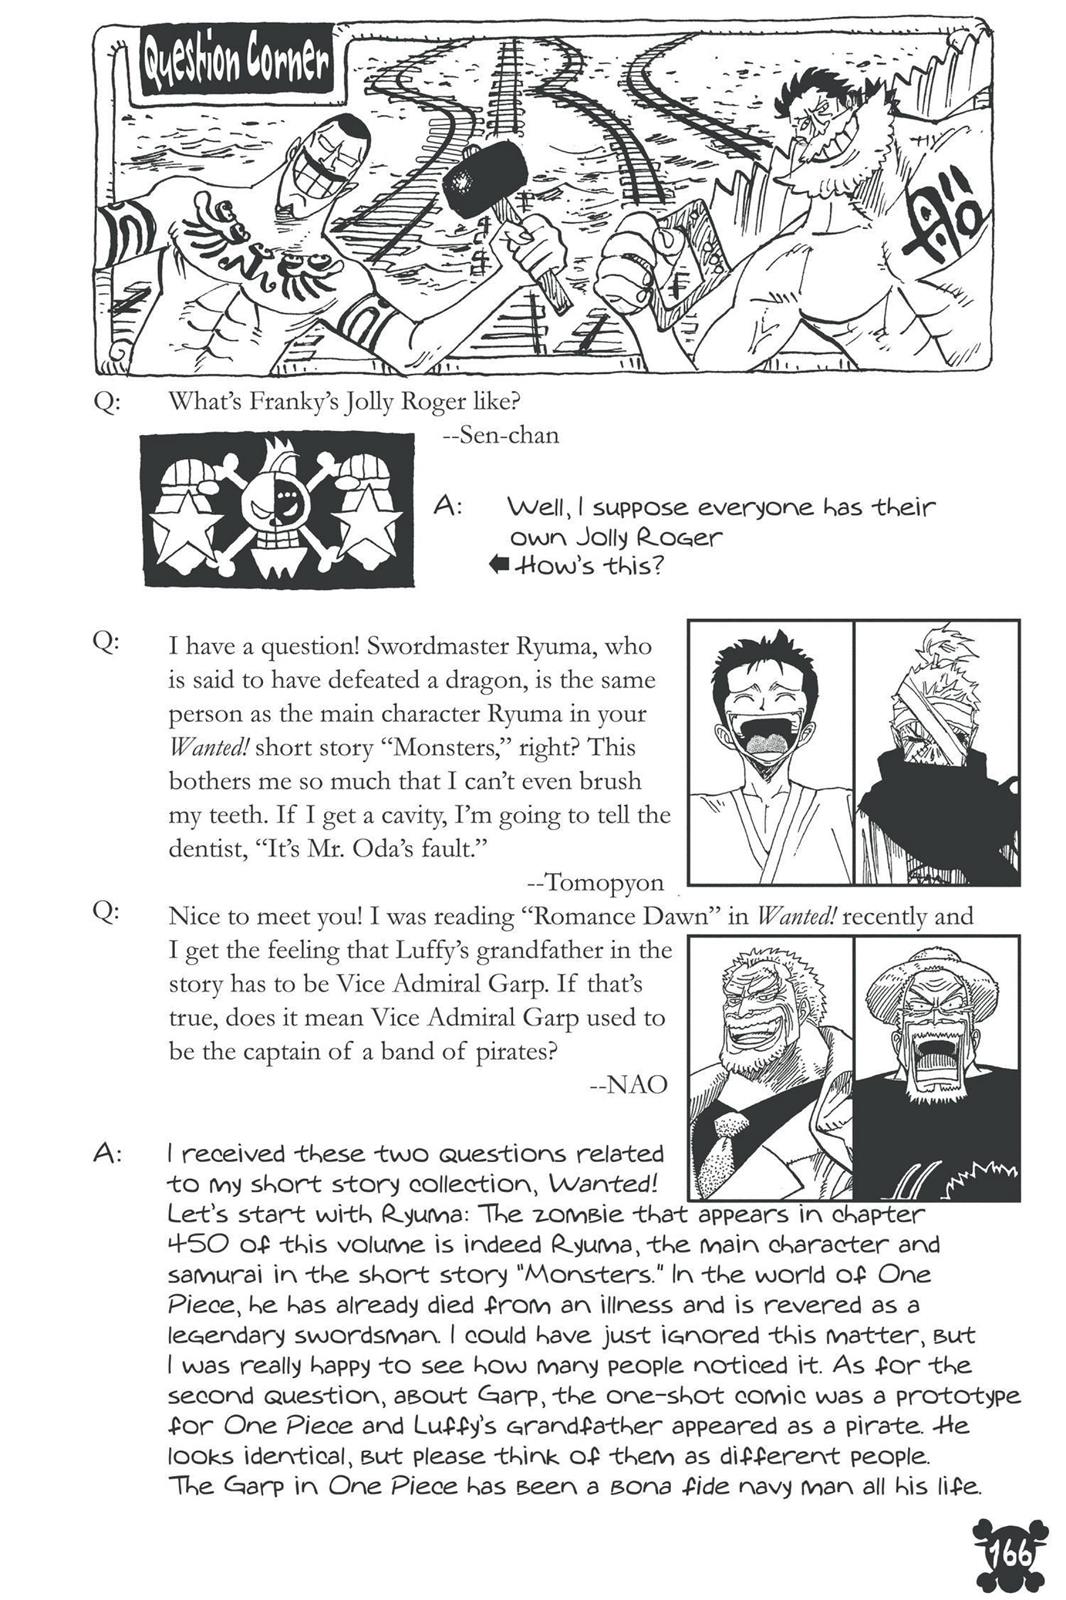 Question Corner
Q: What's Franky's Jolly Roger like?
--Sen-chan
A: Well, I suppose everyone has their
own Jolly Roger
How's this?
Q: I have a question! Swordmaster Ryuma, who
is said to have defeated a dragon, is the same
person as the main character Ryuma in your
Wanted! short story “Monsters,” right? This
bothers me so much that I can't even brush
my teeth. If I get a cavity, I'm going to tell the
dentist, “It's Mr. Oda's fault.”
--Tomopyon
Q: Nice to meet you! I was reading “Romance Dawn” in Wanted! recently and
I get the feeling that Luffy's grandfather in the
story has to be Vice Admiral Garp. If that's
true, does it mean Vice Admiral Garp used to
be the captain of a band of pirates?
--NAO
A: I received these two questions related
to my short story collection, Wanted!
Let's start with Ryuma: The zombie that appears in chapter
450 of this volume is indeed Ryuma, the main character and
samurai in the short story "Monsters." In the world of One
Piece, he has already died from an illness and is revered as a
legendary swordsman. I could have just ignored this matter, but
I was really happy to see how many people noticed it. As for the
second question, about Garp, the one-shot comic was a prototype
for One Piece and Luffy's grandfather appeared as a pirate. He
looks identical, but please think of them as different people.
The Garp in One Piece has been a bona fide navy man all his life.
166